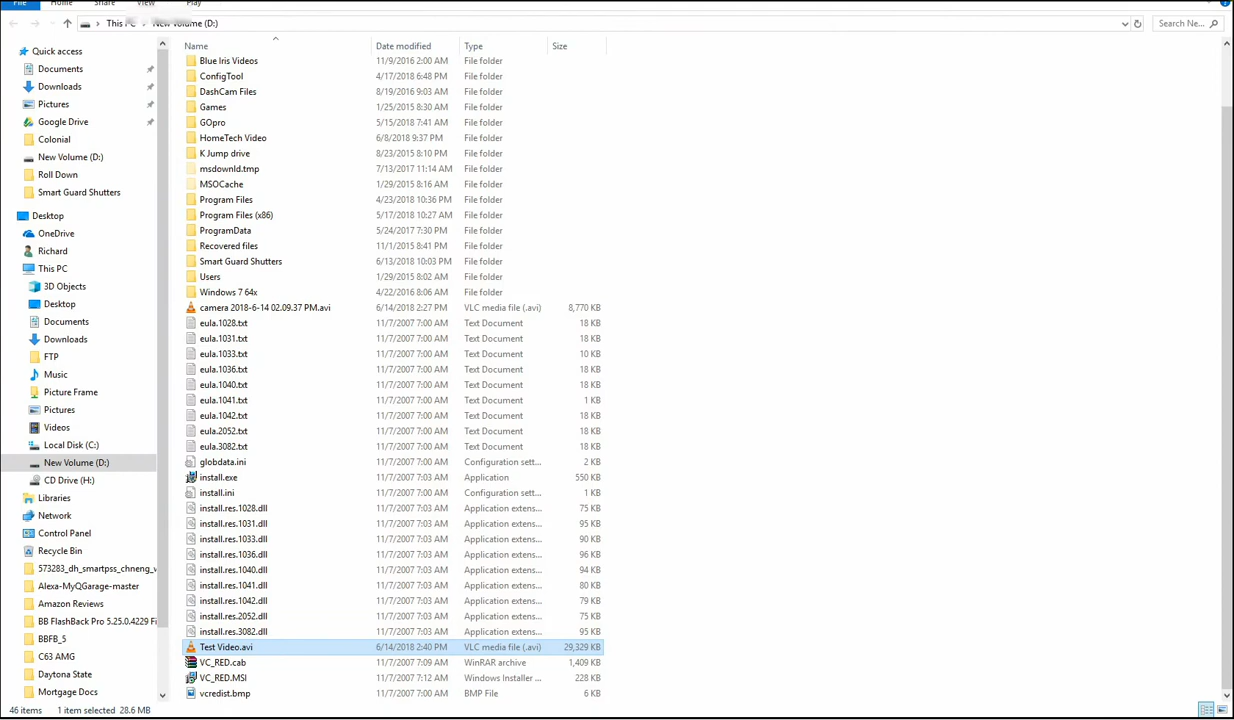 File Home Share View Play
This PC › New Volume (D:) Search Ne...
Name Date modified Type Size
Quick access
Documents
Downloads
Pictures
Google Drive
Colonial
New Volume (D:)
Roll Down
Smart Guard Shutters
Desktop
OneDrive
Richard
This PC
3D Objects
Desktop
Documents
Downloads
FTP
Music
Picture Frame
Pictures
Videos
Local Disk (C:)
New Volume (D:)
CD Drive (H:)
Libraries
Network
Control Panel
Recycle Bin
573283_dh_smartpss_chneng_
Alexa-MyQGarage-master
Amazon Reviews
BB FlashBack Pro 5.25.0.4229 Fi
BBFB_5
C63 AMG
Daytona State
Mortgage Docs
Blue Iris Videos 11/9/2016 2:00 AM File folder
ConfigTool 4/17/2018 6:48 PM File folder
DashCam Files 8/19/2016 9:03 AM File folder
Games 1/25/2015 8:30 AM File folder
GOpro 5/15/2018 7:41 PM File folder
HomeTech Video 6/8/2018 9:37 PM File folder
K Jump drive 8/23/2015 8:10 PM File folder
msdownld.tmp 7/13/2017 11:14 AM File folder
MSOCache 1/29/2015 8:16 AM File folder
Program Files 4/23/2018 10:36 PM File folder
Program Files (x86) 5/17/2018 10:27 AM File folder
ProgramData 5/24/2017 7:30 PM File folder
Recovered files 11/1/2015 8:41 PM File folder
Smart Guard Shutters 6/13/2018 10:03 PM File folder
Users 1/29/2015 8:02 AM File folder
Windows 7 64x 4/22/2016 8:06 AM File folder
camera 2018-6-14 02.09.37 PM.avi 6/14/2018 2:27 PM VLC media file (.avi) 8,770 KB
eula.1028.txt 11/7/2007 7:00 AM Text Document 18 KB
eula.1031.txt 11/7/2007 7:00 AM Text Document 18 KB
eula.1033.txt 11/7/2007 7:00 AM Text Document 10 KB
eula.1036.txt 11/7/2007 7:00 AM Text Document 18 KB
eula.1040.txt 11/7/2007 7:00 AM Text Document 18 KB
eula.1041.txt 11/7/2007 7:00 AM Text Document 1 KB
eula.1042.txt 11/7/2007 7:00 AM Text Document 18 KB
eula.2052.txt 11/7/2007 7:00 AM Text Document 18 KB
eula.3082.txt 11/7/2007 7:00 AM Text Document 18 KB
globdata.ini 11/7/2007 7:00 AM Configuration sett... 2 KB
install.exe 11/7/2007 7:03 AM Application 550 KB
install.ini 11/7/2007 7:00 AM Configuration sett... 1 KB
install.res.1028.dll 11/7/2007 7:03 AM Application extens... 75 KB
install.res.1031.dll 11/7/2007 7:03 AM Application extens... 95 KB
install.res.1033.dll 11/7/2007 7:03 AM Application extens... 90 KB
install.res.1036.dll 11/7/2007 7:03 AM Application extens... 96 KB
install.res.1040.dll 11/7/2007 7:03 AM Application extens... 94 KB
install.res.1041.dll 11/7/2007 7:03 AM Application extens... 80 KB
install.res.1042.dll 11/7/2007 7:03 AM Application extens... 79 KB
install.res.2052.dll 11/7/2007 7:03 AM Application extens... 75 KB
install.res.3082.dll 11/7/2007 7:03 AM Application extens... 95 KB
Test Video.avi 6/14/2018 2:40 PM VLC media file (.avi) 29,329 KB
VC_RED.cab 11/7/2007 7:09 AM WinRAR archive 1,409 KB
VC_RED.MSI 11/7/2007 7:12 AM Windows Installer ... 228 KB
vcredist.bmp 11/7/2007 7:00 AM BMP File 6 KB
46 items 1 item selected 28.6 MB